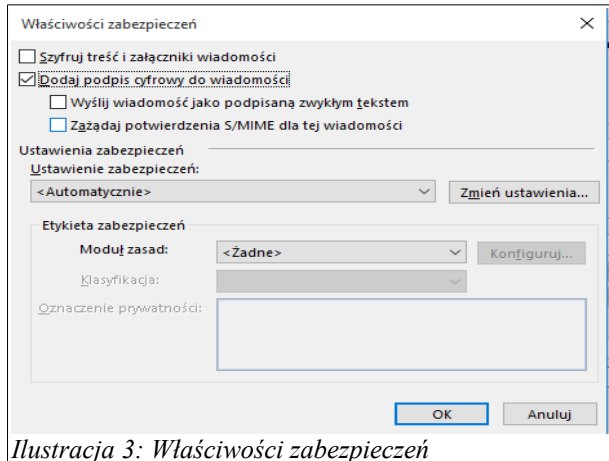 Właściwości zabezpieczeń
Szyfruj treść i załączniki wiadomości
Dodaj podpis cyfrowy do wiadomości
Wyślij wiadomość jako podpisaną zwykłym tekstem
Zażądaj potwierdzenia S/MIME dla tej wiadomości
Ustawienia zabezpieczeń
Ustawienie zabezpieczeń:
<Automatycznie> Zmień ustawienia...
Etykieta zabezpieczeń
Moduł zasad: <Żadne> Konfiguruj...
Klasyfikacja:
Oznaczenie prywatności:
OK Anuluj
Ilustracja 3: Właściwości zabezpieczeń